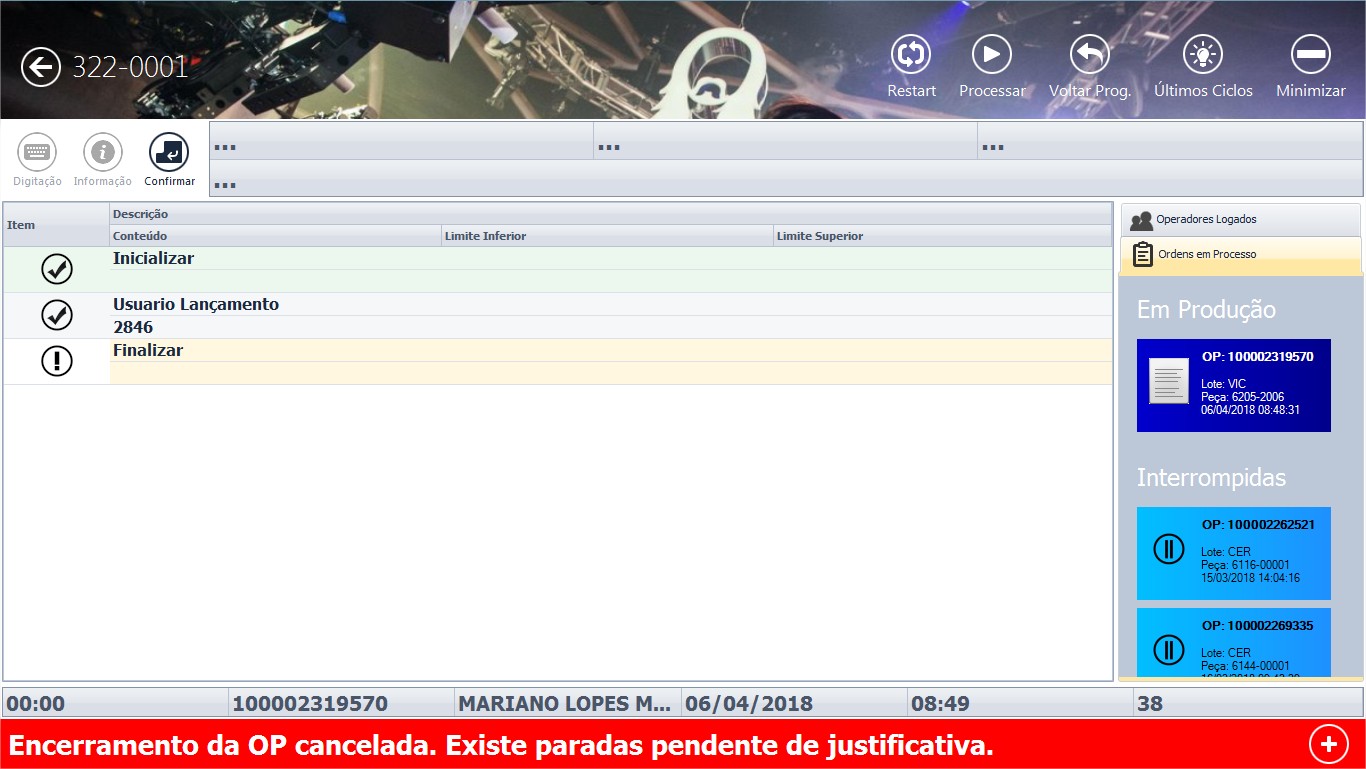 322-0001
Restart
Processar
Voltar Prog.
Últimos Ciclos
Minimizar
Digitação
Informação
Confirmar
...
...
...
...
Item
Descrição
Conteúdo
Limite Inferior
Limite Superior
Inicializar
Usuario Lançamento
2846
Finalizar
Operadores Logados
Ordens em Processo
Em Produção
OP: 100002319570
Lote: VIC
Peça: 6205-2006
06/04/2018 08:48:31
Interrompidas
OP: 100002262521
Lote: CER
Peça: 6116-00001
15/03/2018 14:04:16
OP: 100002269335
Lote: CER
Peça: 6144-00001
00:00
100002319570
MARIANO LOPES M...
06/04/2018
08:49
38
Encerramento da OP cancelada. Existe paradas pendente de justificativa.